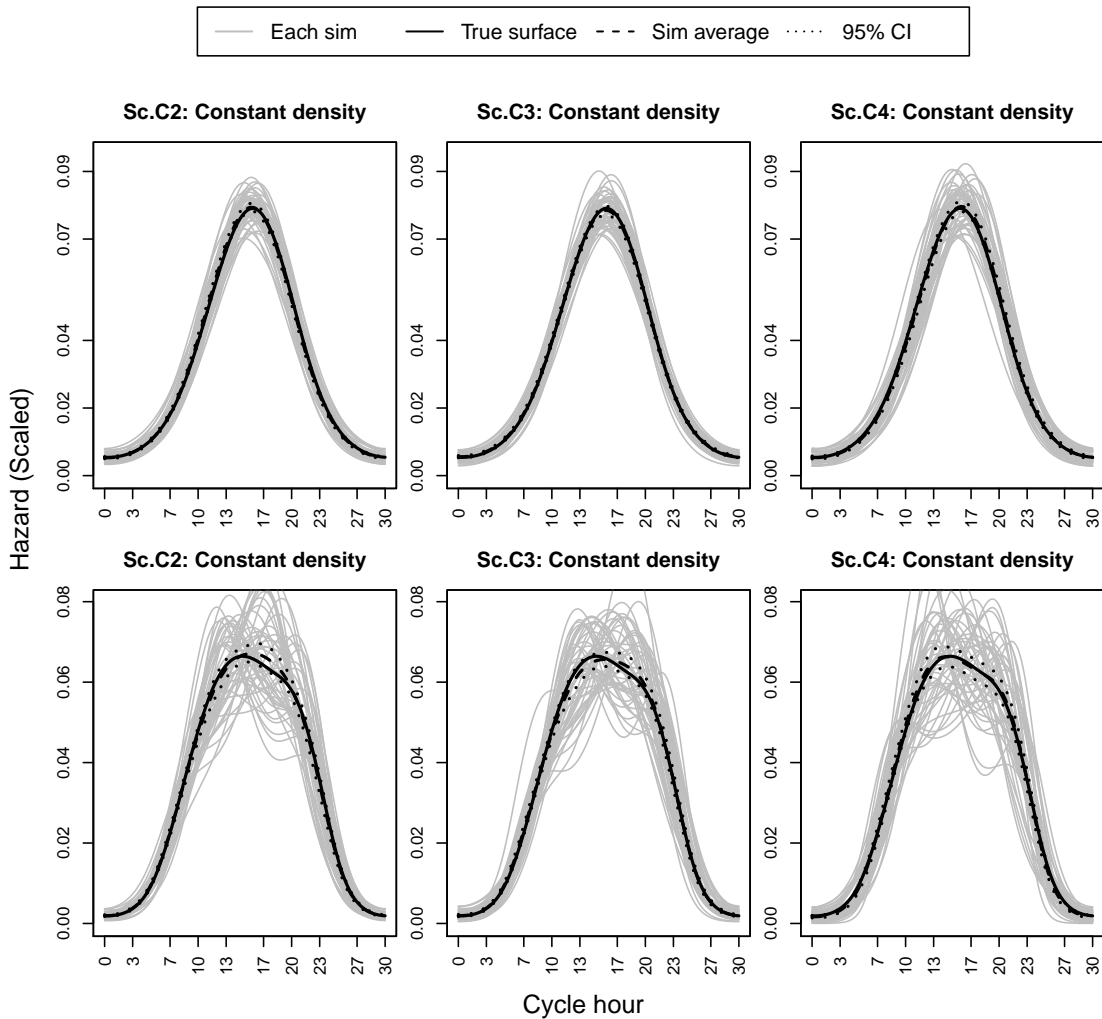 Each sim True surface Sim average 95% CI
Sc.C2: Constant density Sc.C3: Constant density Sc.C4: Constant density
0.09 0.09 0.09
0.07 0.07 0.07
0.04 0.04 0.04
0.02 0.02 0.02
0.00 0.00 0.00
0 3 7 10 13 17 20 23 27 30 0 3 7 10 13 17 20 23 27 30 0 3 7 10 13 17 20 23 27 30
Hazard (Scaled)
Sc.C2: Constant density Sc.C3: Constant density Sc.C4: Constant density
0.08 0.08 0.08
0.06 0.06 0.06
0.04 0.04 0.04
0.02 0.02 0.02
0.00 0.00 0.00
0 3 7 10 13 17 20 23 27 30 0 3 7 10 13 17 20 23 27 30 0 3 7 10 13 17 20 23 27 30
Cycle hour